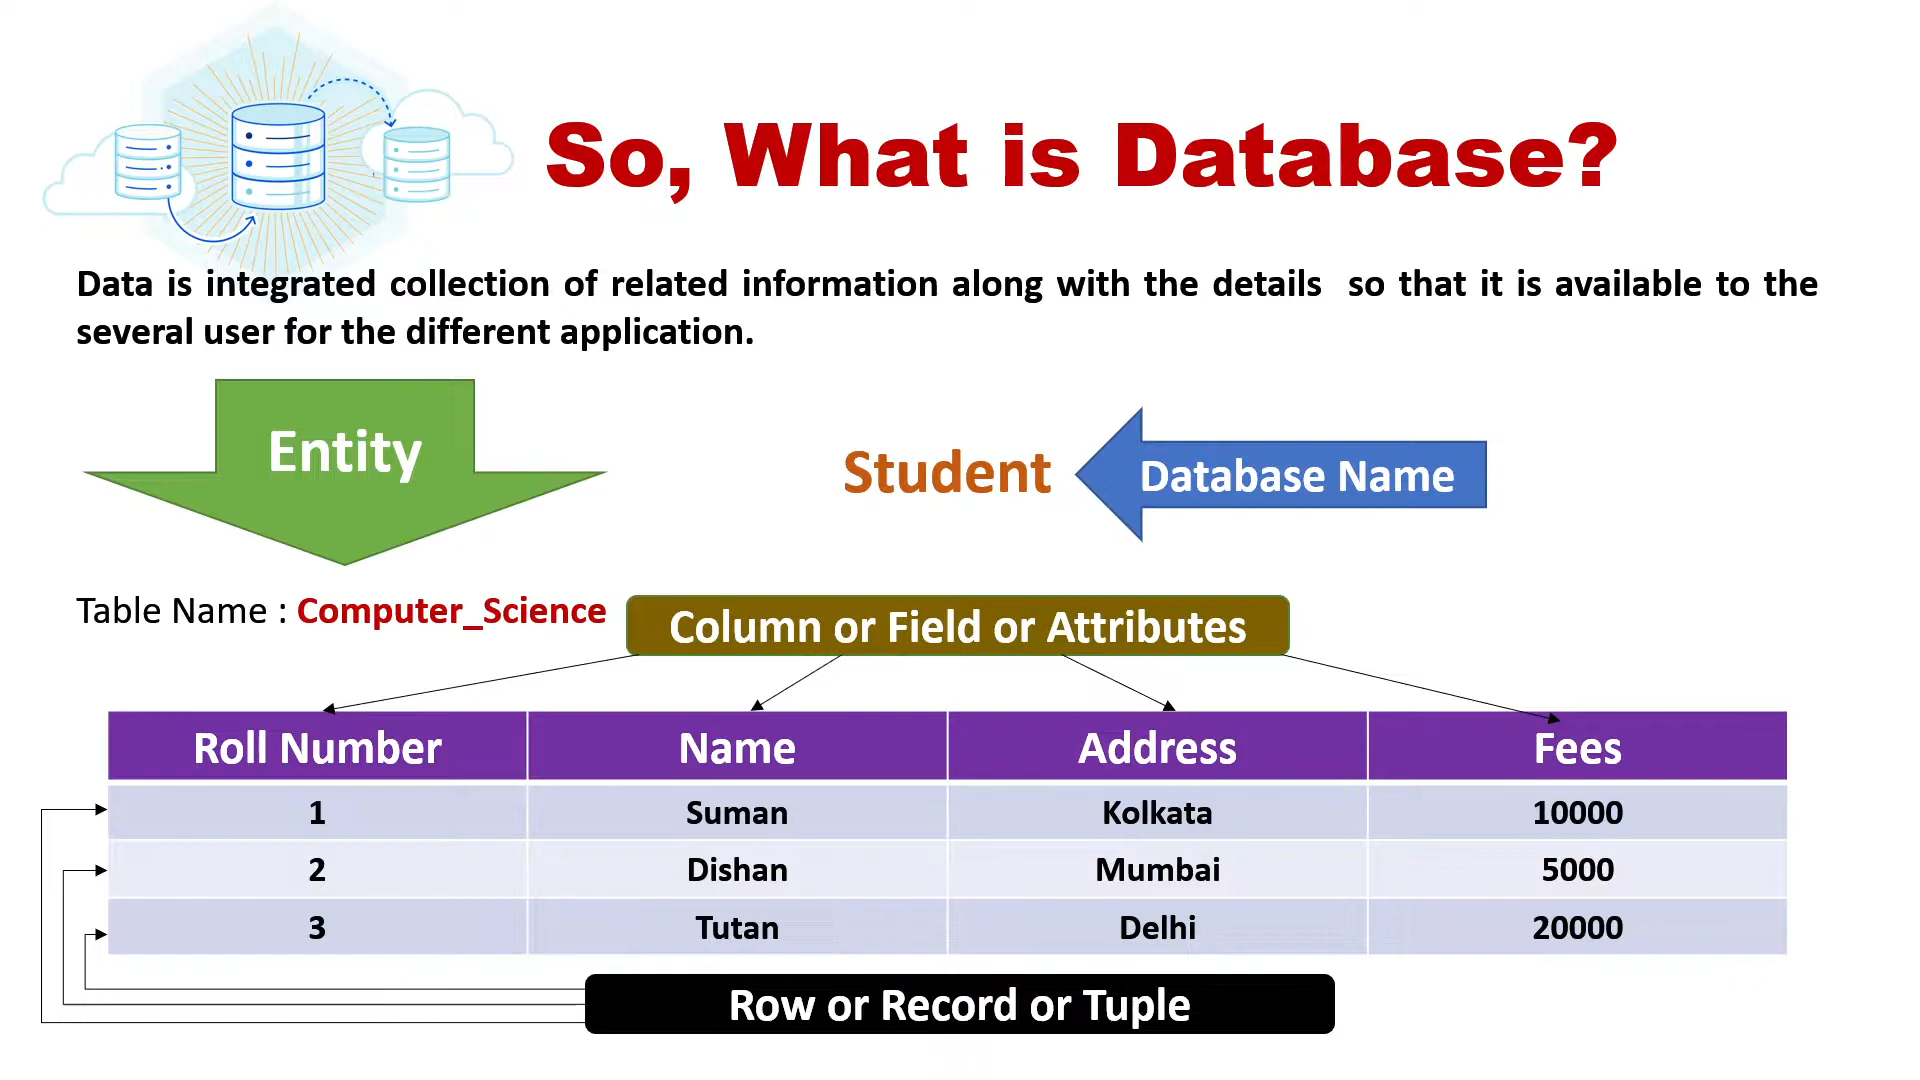 So, What is Database?
Data is integrated collection of related information along with the details so that it is available to the
several user for the different application.
Entity
Student
Database Name
Table Name : Computer_Science
Column or Field or Attributes
Roll Number Name Address Fees
1 Suman Kolkata 10000
2 Dishan Mumbai 5000
3 Tutan Delhi 20000
Row or Record or Tuple